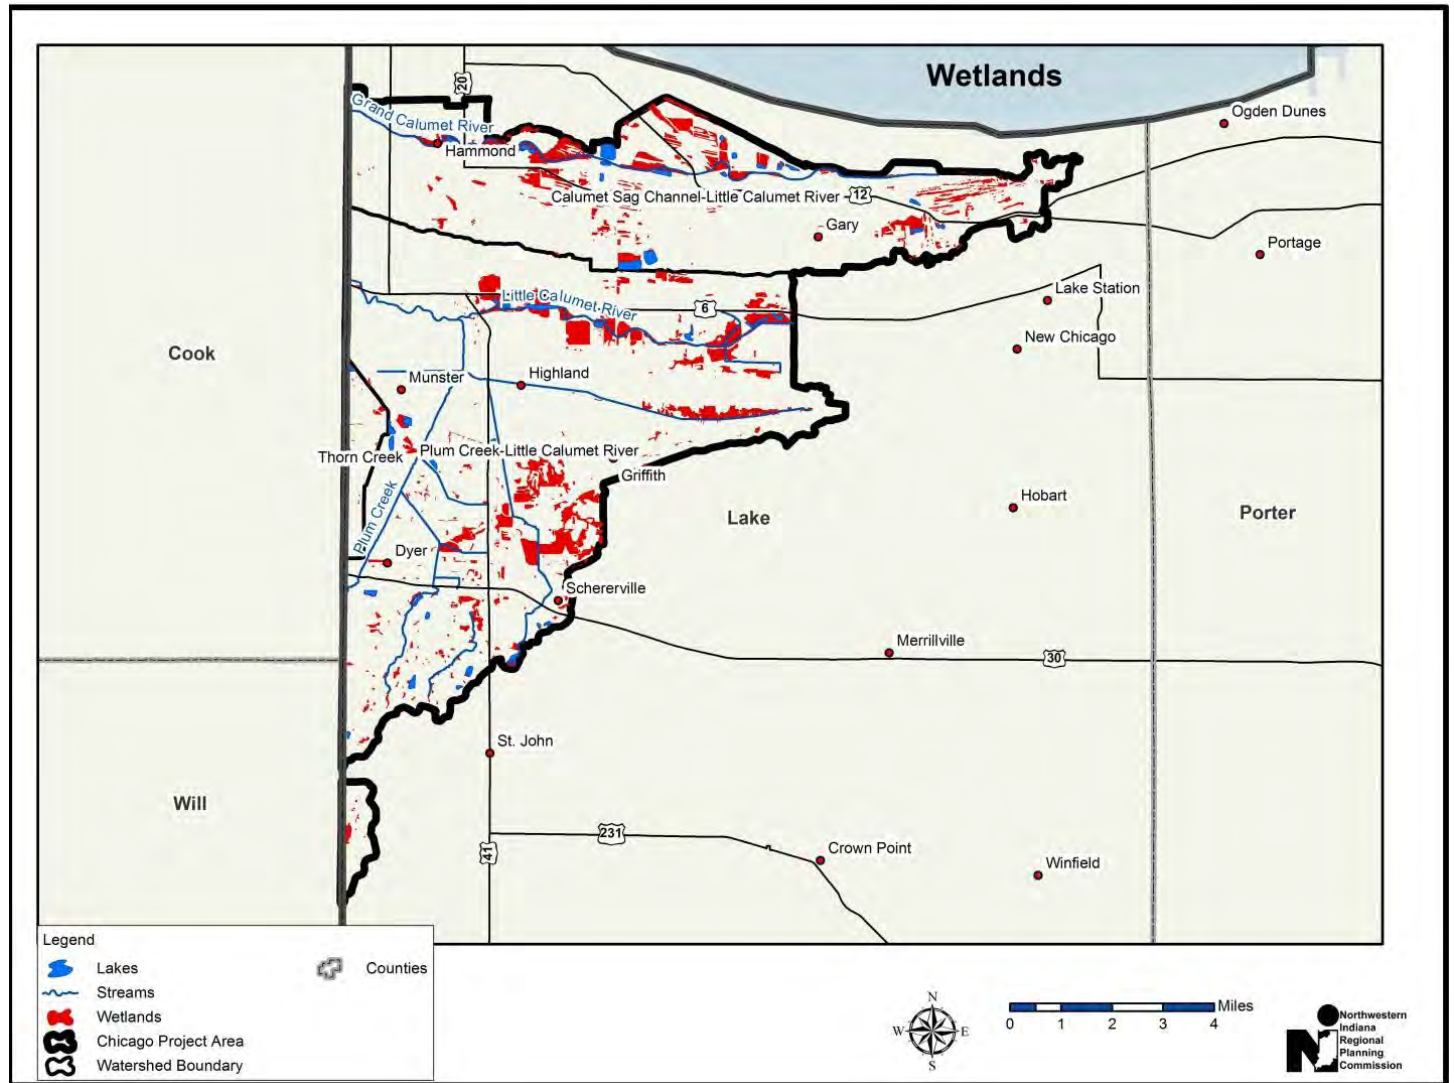 Wetlands
20
Ogden Dunes
Grand Calumet River
Hammond
Calumet Sag Channel-Little Calumet River
12
Gary
Portage
Lake Station
Little Calumet River
6
New Chicago
Cook
Munster
Highland
Thorn Creek
Plum Creek-Little Calumet River
Griffith
Plum Creek
Hobart
Lake
Porter
Dyer
Schererville
Merrillville
30
St. John
Will
231
41
Crown Point
Winfield
Legend
Lakes
Counties
Streams
Wetlands
Chicago Project Area
Watershed Boundary
N
W
E
S
Miles
0 1 2 3 4
Northwestern
Indiana
Regional
Planning
Commission